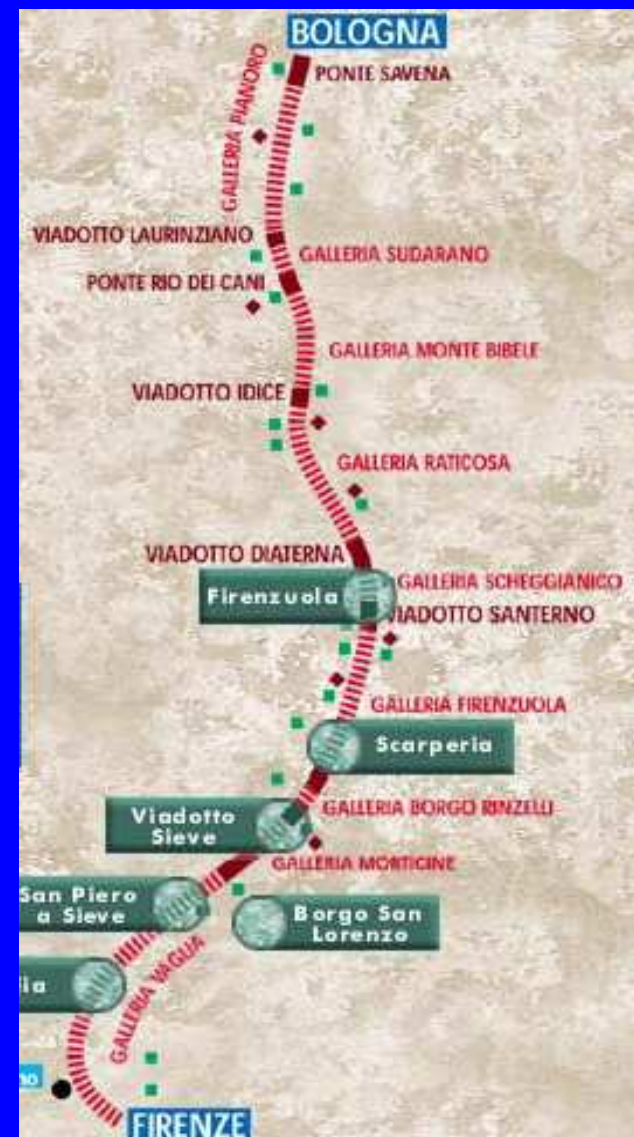 BOLOGNA
PONTE SAVENA
GALLERIA PIANORO
VIADOTTO LAURINZIANO
GALLERIA SUDARANO
PONTE RIO DEI CANI
GALLERIA MONTE BIBELE
VIADOTTO IDICE
GALLERIA RATICOSA
VIADOTTO DIATERNA
GALLERIA SCHEGGIANICO
Firenzuola
VIADOTTO SANTERNO
GALLERIA FIRENZUOLA
Scarperia
GALLERIA BORGO RINZELLI
Viadotto
Sieve
GALLERIA MORTICINE
San Piero
a Sieve
Borgo San
Lorenzo
GALLERIA VAGLIA
FIRENZE